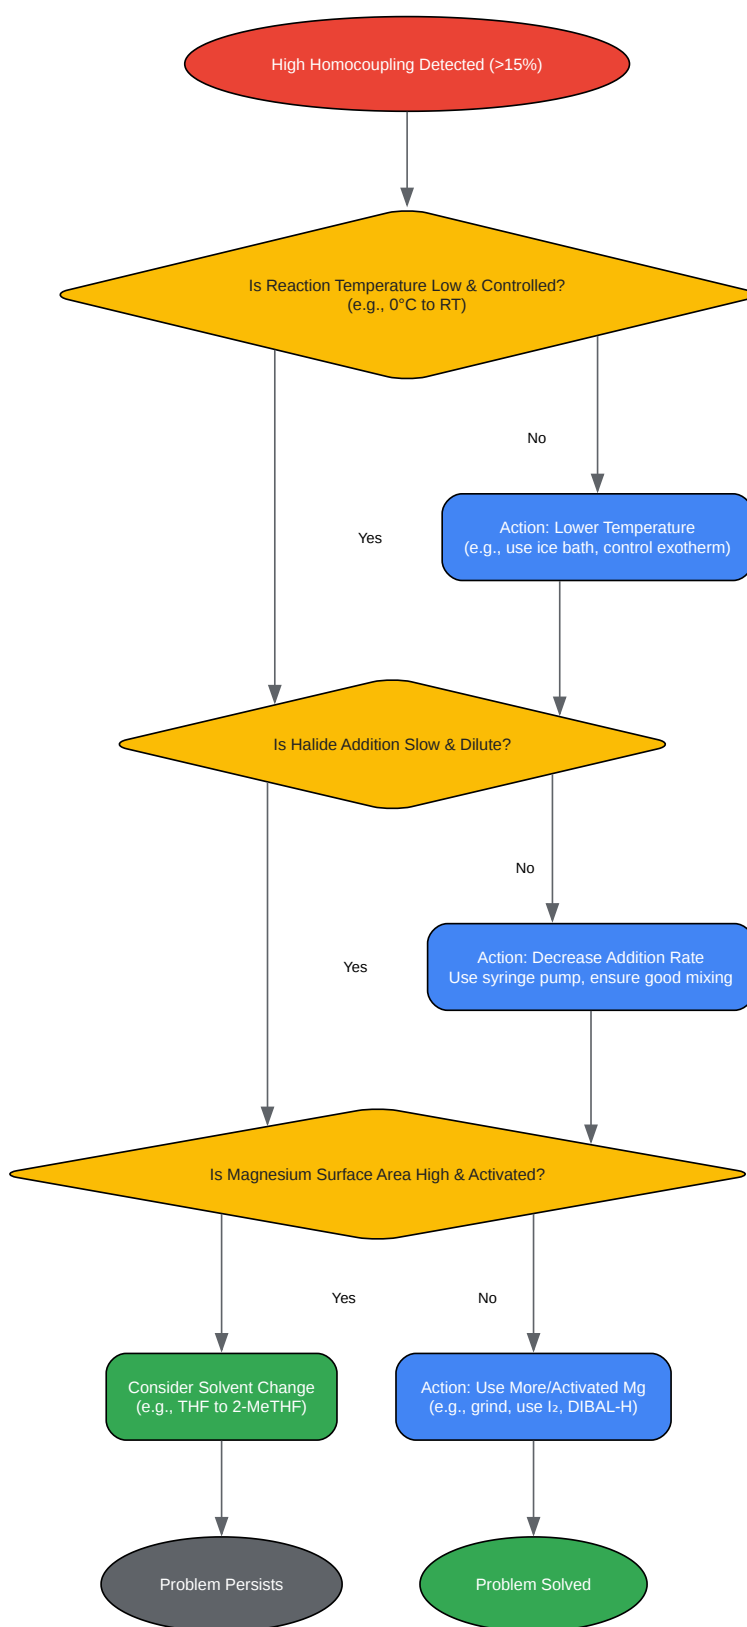 High Homocoupling Detected (>15%)
Is Reaction Temperature Low & Controlled?
(e.g., 0°C to RT)
No
Action: Lower Temperature
(e.g., use ice bath, control exotherm)
Yes
Is Halide Addition Slow & Dilute?
No
Action: Decrease Addition Rate
Use syringe pump, ensure good mixing
Yes
Is Magnesium Surface Area High & Activated?
Yes
No
Consider Solvent Change
(e.g., THF to 2-MeTHF)
Action: Use More/Activated Mg
(e.g., grind, use I₂, DIBAL-H)
Problem Persists
Problem Solved